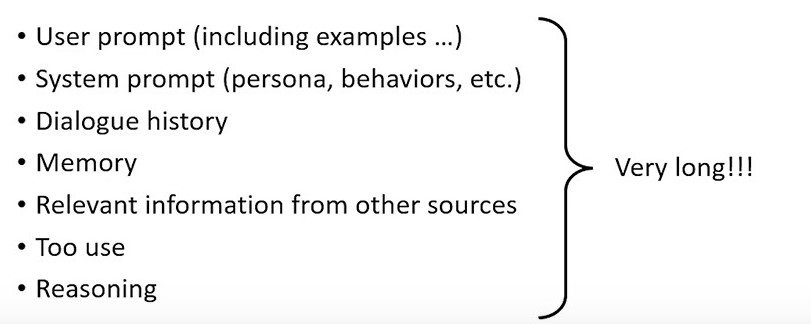 • User prompt (including examples …)
• System prompt (persona, behaviors, etc.)
• Dialogue history
• Memory
• Relevant information from other sources
• Too use
• Reasoning
Very long!!!